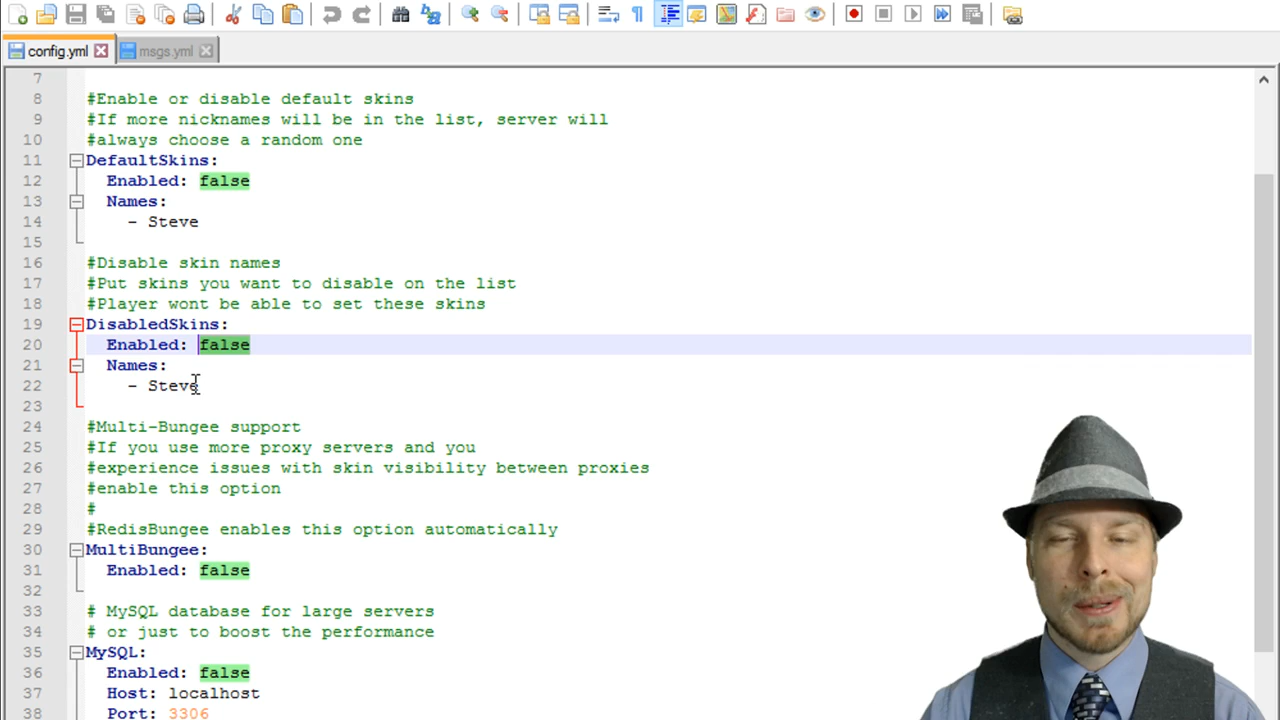 config.yml msgs.yml
7
8 #Enable or disable default skins
9 #If more nicknames will be in the list, server will
10 #always choose a random one
11 DefaultSkins:
12 Enabled: false
13 Names:
14 - Steve
15
16 #Disable skin names
17 #Put skins you want to disable on the list
18 #Player wont be able to set these skins
19 DisabledSkins:
20 Enabled: false
21 Names:
22 - Steve
23
24 #Multi-Bungee support
25 #If you use more proxy servers and you
26 #experience issues with skin visibility between proxies
27 #enable this option
28 #
29 #RedisBungee enables this option automatically
30 MultiBungee:
31 Enabled: false
32
33 # MySQL database for large servers
34 # or just to boost the performance
35 MySQL:
36 Enabled: false
37 Host: localhost
38 Port: 3306